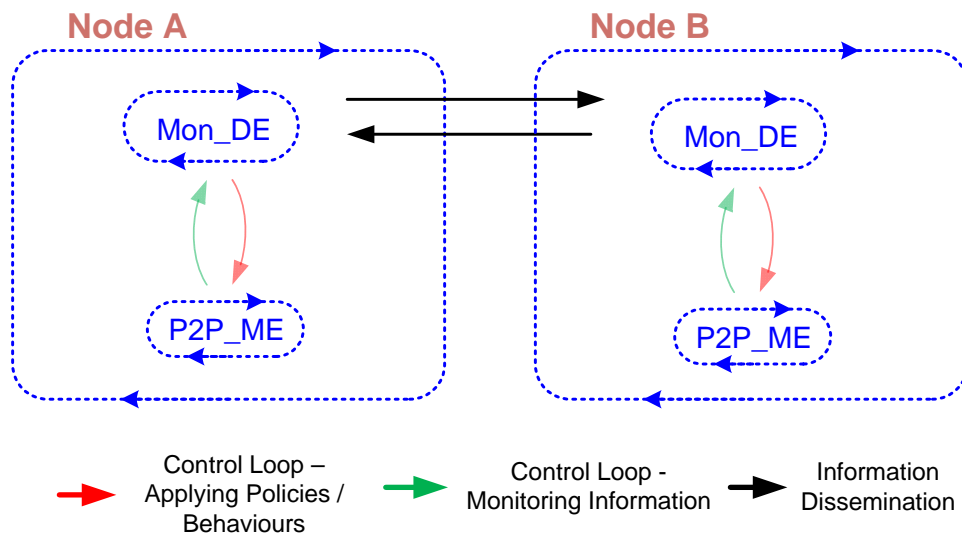 Node A
Node B
Mon_DE
Mon_DE
P2P_ME
P2P_ME
Control Loop –
Applying Policies /
Behaviours
Control Loop -
Monitoring Information
Information
Dissemination